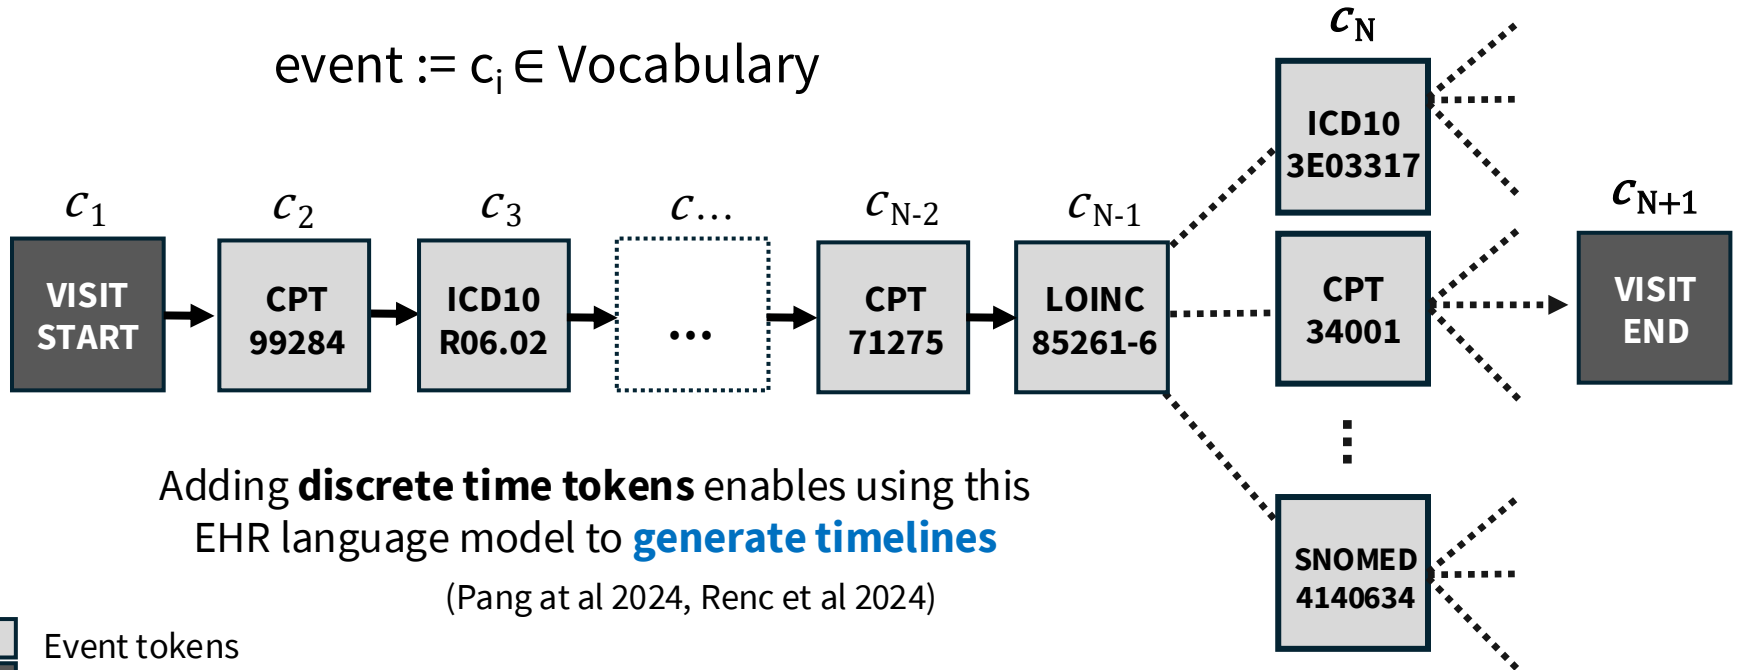 event := cᵢ ∈ Vocabulary
c₁
VISIT
START
c₂
CPT
99284
c₃
ICD10
R06.02
c...
...
c_N-2
CPT
71275
c_N-1
LOINC
85261-6
c_N
ICD10
3E03317
CPT
34001
SNOMED
4140634
c_N+1
VISIT
END
Adding discrete time tokens enables using this
EHR language model to generate timelines
(Pang at al 2024, Renc et al 2024)
Event tokens